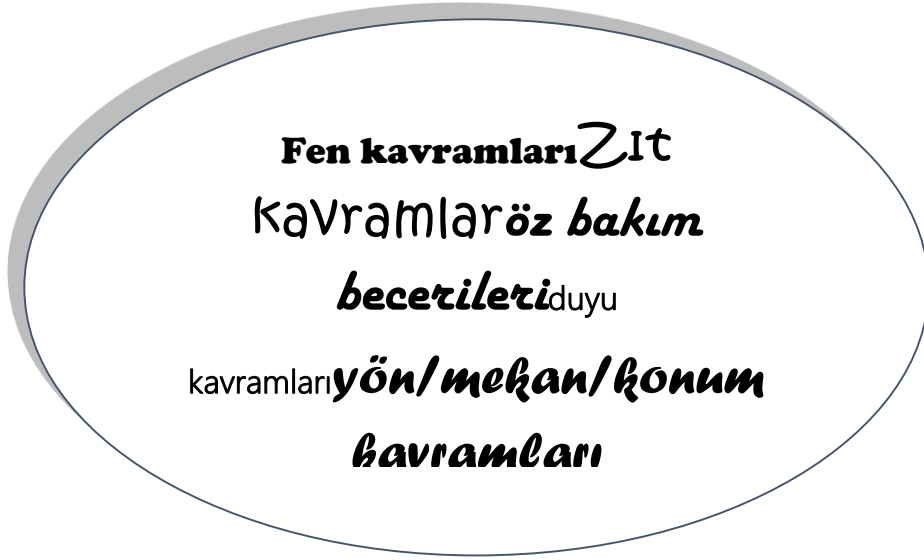 Fen kavramlarıZıt
kavramlaröz bakım
becerileriduyu
kavramlarıyön/mekan/konum
kavramları